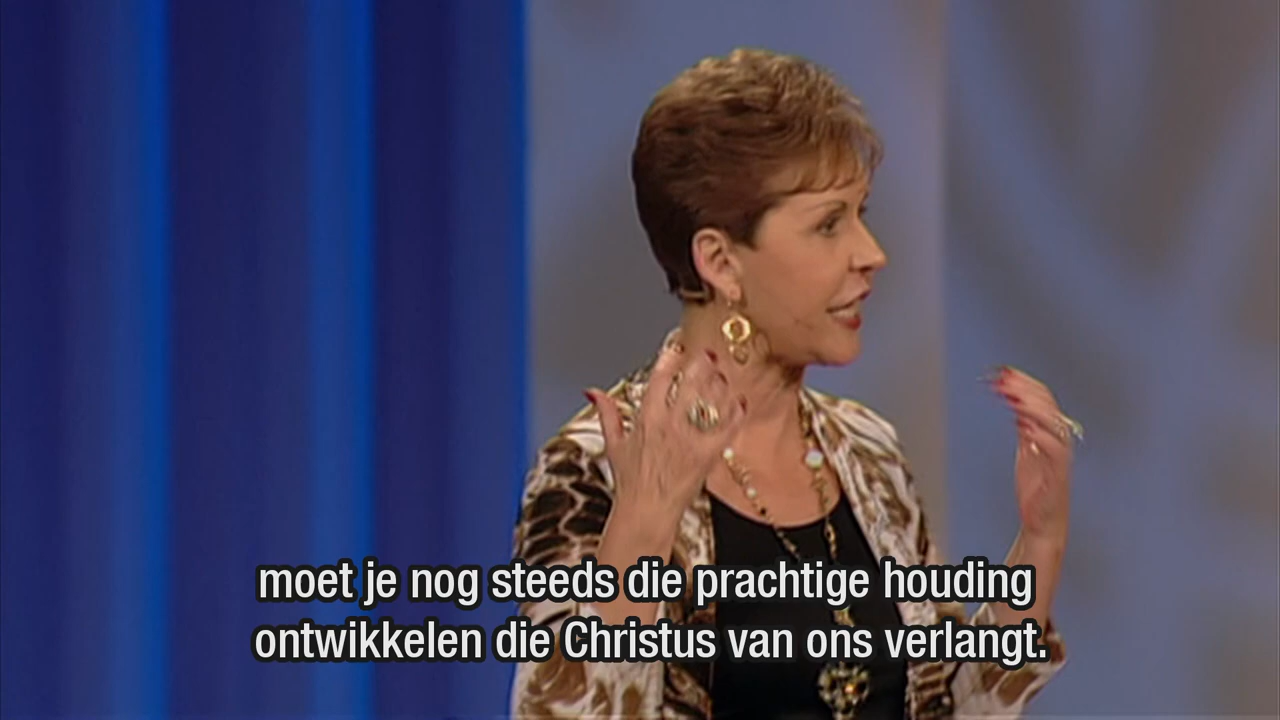 moet je nog steeds die prachtige houding
ontwikkelen die Christus van ons verlangt.